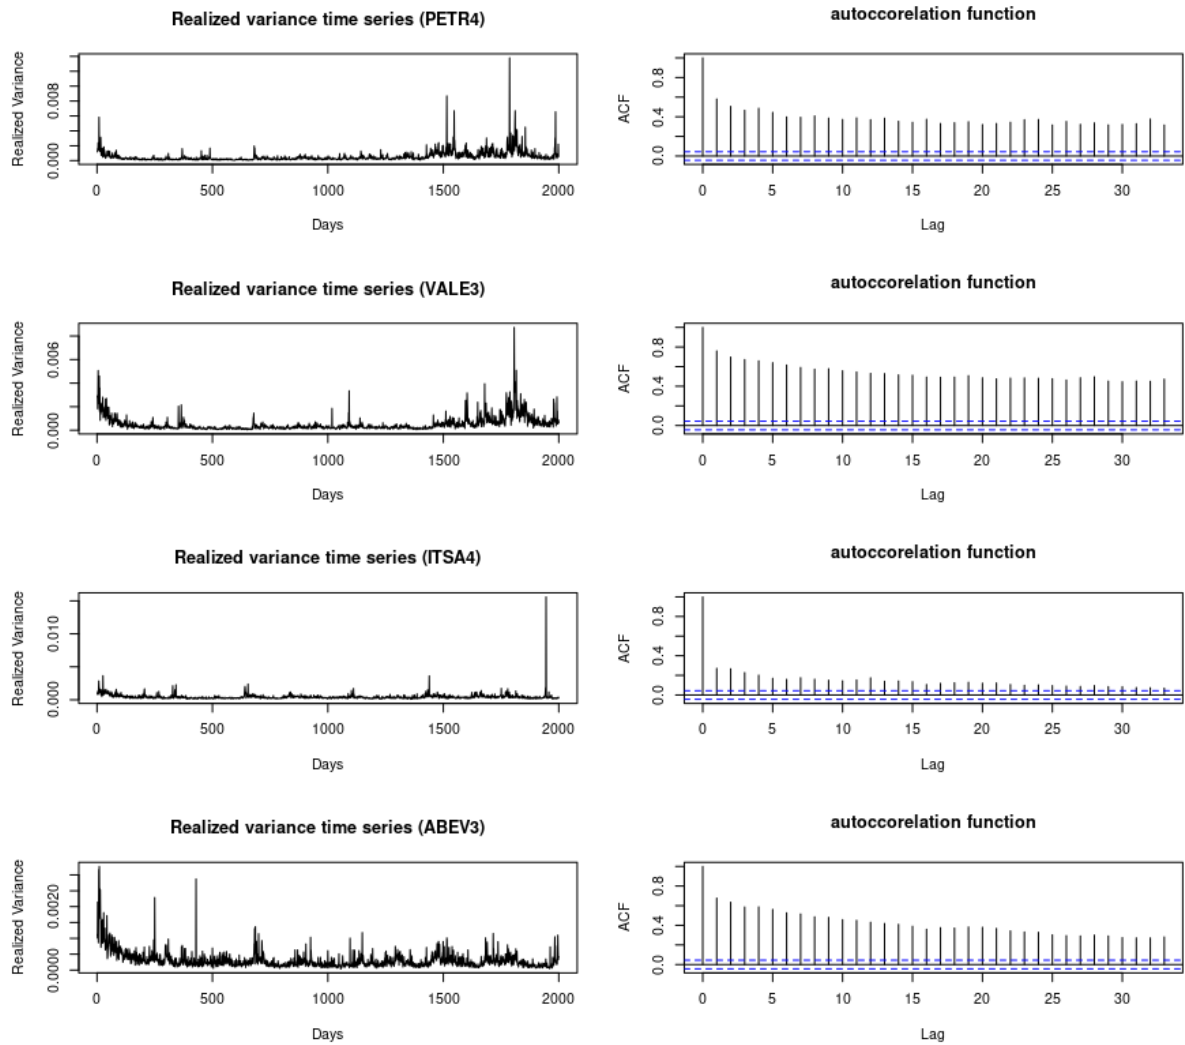 Realized variance time series (PETR4)
Realized Variance
0.008
0.000
0 500 1000 1500 2000
Days
autoccorelation function
ACF
0.8
0.4
0.0
0 5 10 15 20 25 30
Lag
Realized variance time series (VALE3)
Realized Variance
0.006
0.000
0 500 1000 1500 2000
Days
autoccorelation function
ACF
0.8
0.4
0.0
0 5 10 15 20 25 30
Lag
Realized variance time series (ITSA4)
Realized Variance
0.010
0.000
0 500 1000 1500 2000
Days
autoccorelation function
ACF
0.8
0.4
0.0
0 5 10 15 20 25 30
Lag
Realized variance time series (ABEV3)
Realized Variance
0.0020
0.0000
0 500 1000 1500 2000
Days
autoccorelation function
ACF
0.8
0.4
0.0
0 5 10 15 20 25 30
Lag